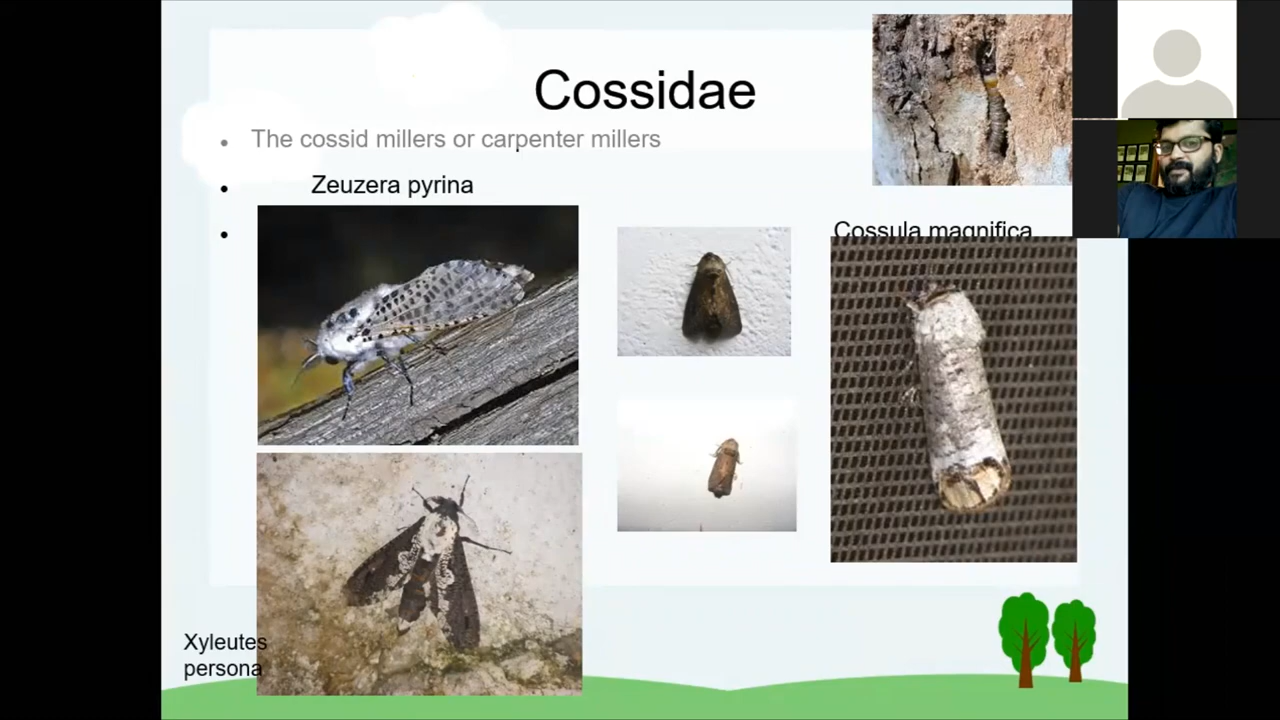 Cossidae
The cossid millers or carpenter millers
Zeuzera pyrina
Cossula magnifica
Xyleutes
persona